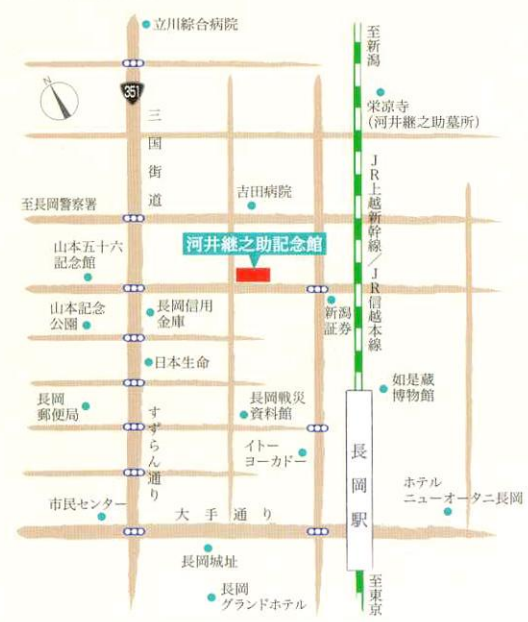 立川綜合病院
至新潟
351
N
栄凉寺
(河井継之助墓所)
三国街道
吉田病院
至長岡警察署
JR上越新幹線/JR信越本線
河井継之助記念館
山本五十六
記念館
長岡信用
金庫
新潟
証券
山本記念
公園
日本生命
如是蔵
博物館
長岡
郵便局
すずらん通り
長岡戦災
資料館
イトー
ヨーカドー
長岡駅
ホテル
ニューオータニ長岡
市民センター
大手通り
長岡城址
長岡
グランドホテル
至東京